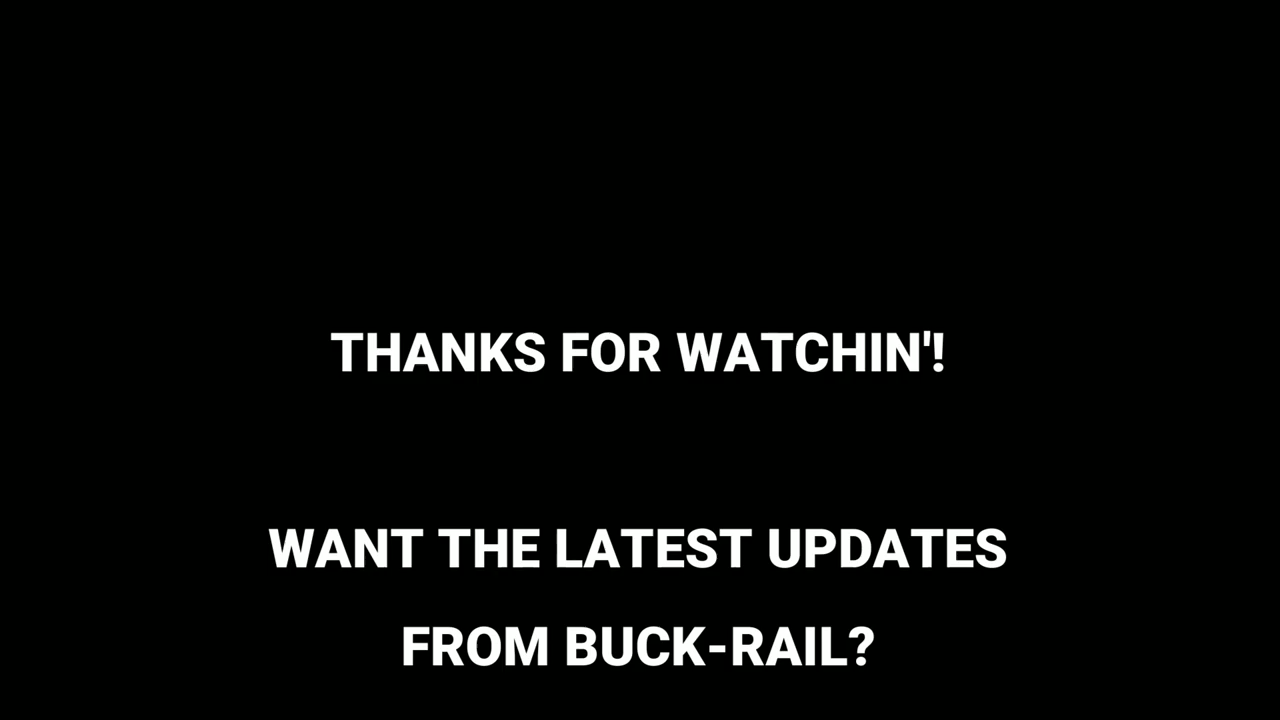 THANKS FOR WATCHIN'!
WANT THE LATEST UPDATES
FROM BUCK-RAIL?